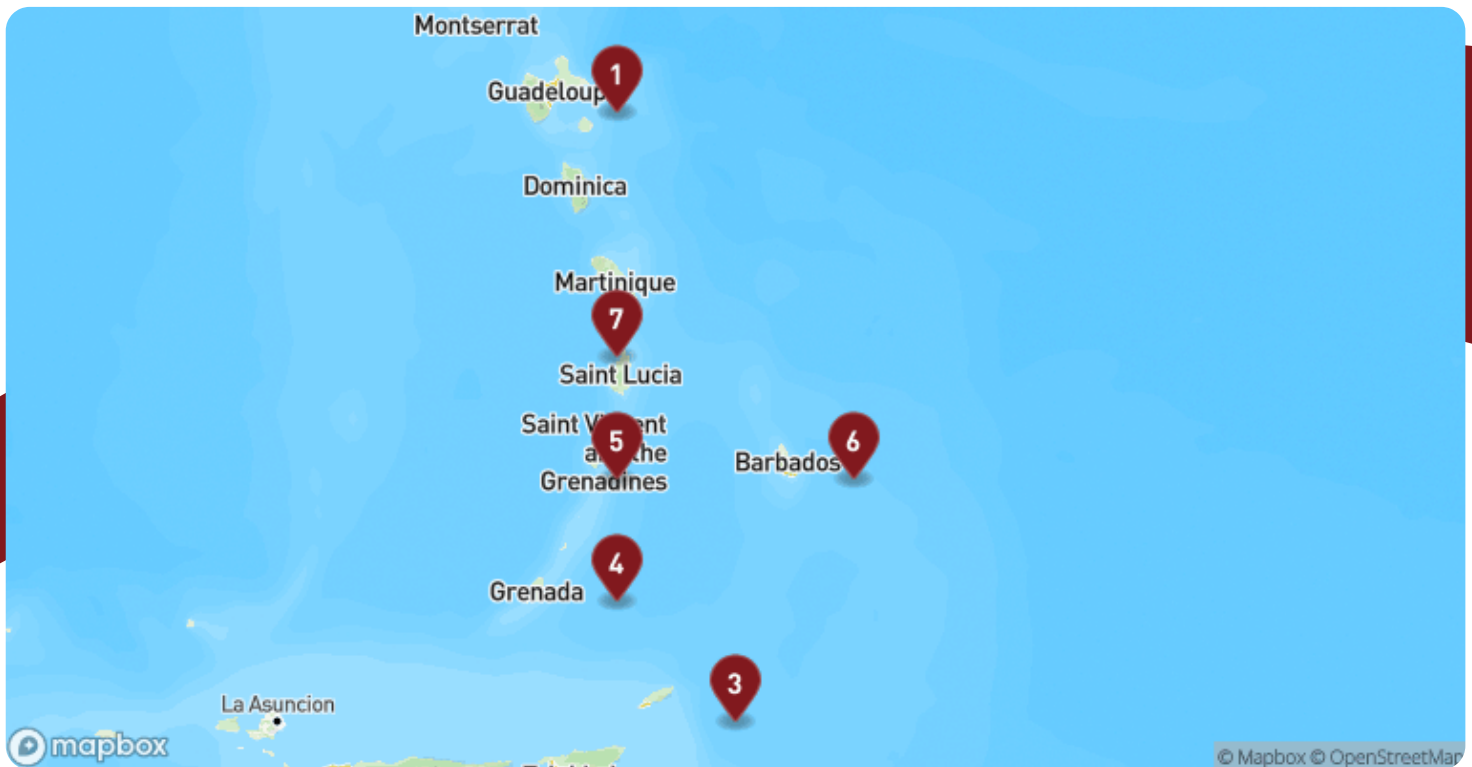 Montserrat
1
Guadeloup
Dominica
Martinique
7
Saint Lucia
Saint V ent
5
a the
Grenadines
6
Barbados
4
Grenada
3
La Asuncion
mapbox
© Mapbox © OpenStreetMap